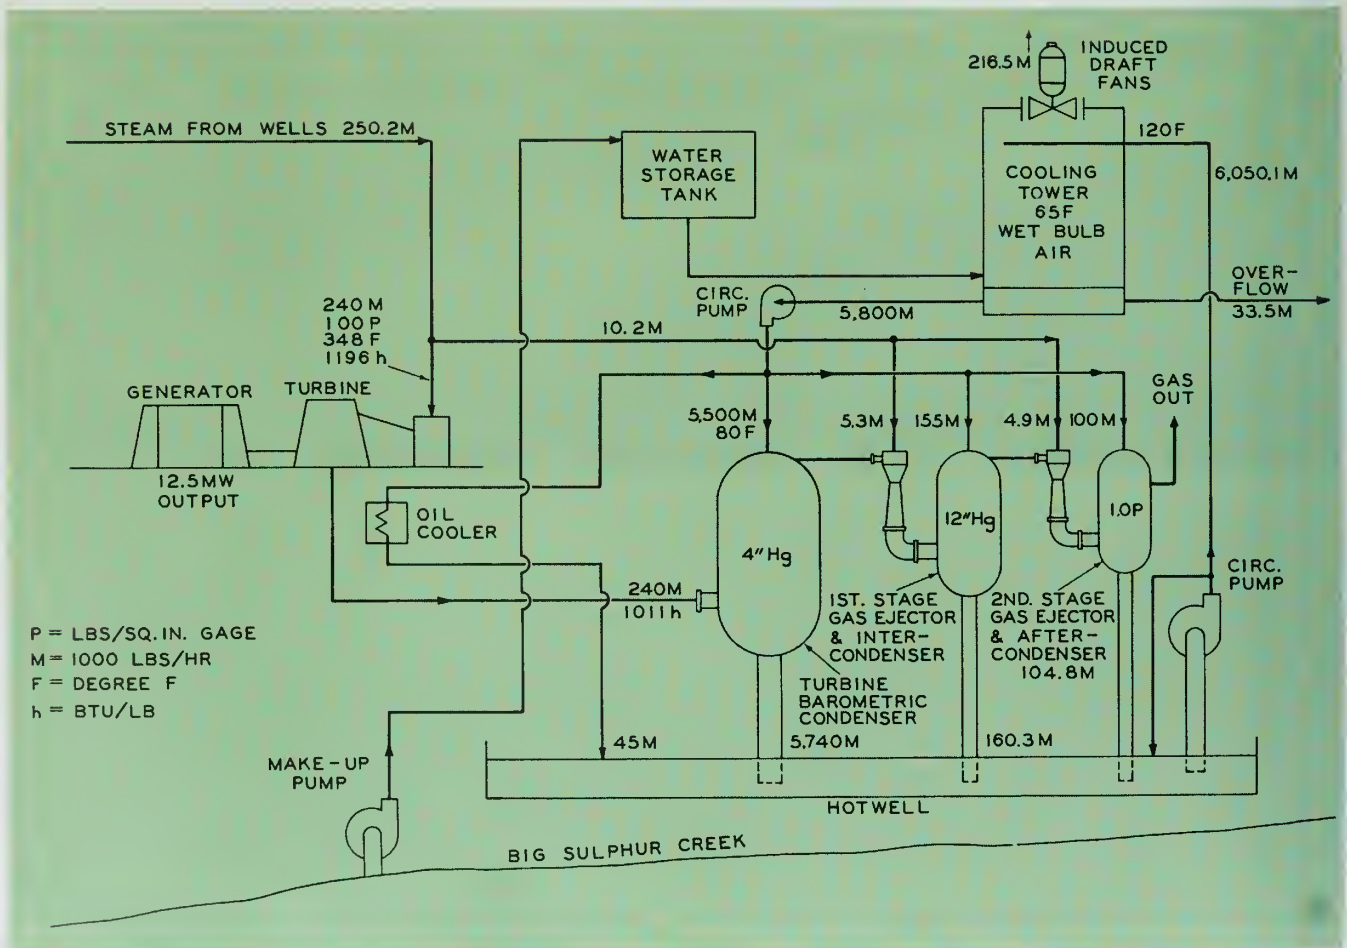 216.5M
INDUCED
DRAFT
FANS
STEAM FROM WELLS 250.2M
120F
WATER
STORAGE
TANK
COOLING
TOWER
65F
WET BULB
AIR
6,050.1M
CIRC.
PUMP
5,800M
OVER-
FLOW
33.5M
240 M
100 P
348 F
1196 h
10.2M
GENERATOR
TURBINE
5,500M
80F
5.3M
155M
4.9M
100M
GAS
OUT
12.5MW
OUTPUT
OIL
COOLER
4"Hg
12"Hg
1.0P
240M
1011h
CIRC.
PUMP
1ST. STAGE
GAS EJECTOR
& INTER-
CONDENSER
2ND. STAGE
GAS EJECTOR
& AFTER-
CONDENSER
104.8M
TURBINE
BAROMETRIC
CONDENSER
P = LBS/SQ.IN. GAGE
M = 1000 LBS/HR
F = DEGREE F
h = BTU/LB
45M
5,740M
160.3M
MAKE-UP
PUMP
HOTWELL
BIG SULPHUR CREEK